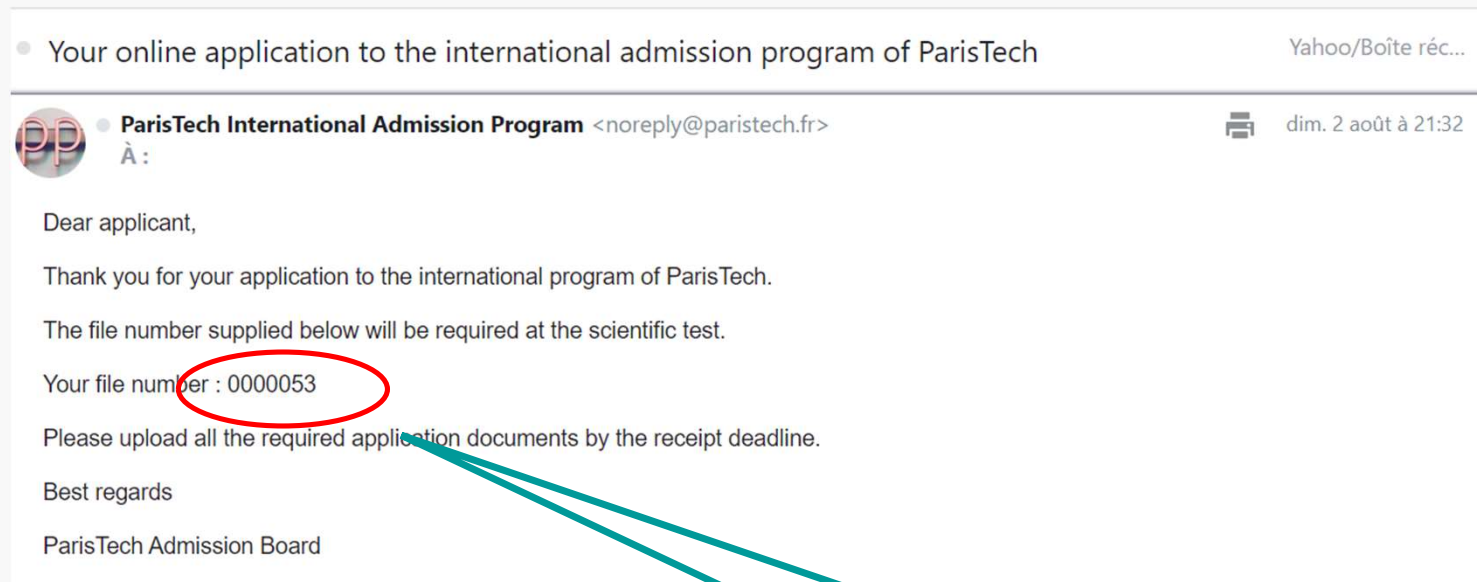 Your online application to the international admission program of ParisTech
Yahoo/Boîte réc...
PP
ParisTech International Admission Program <noreply@paristech.fr>
dim. 2 août à 21:32
À :
Dear applicant,
Thank you for your application to the international program of ParisTech.
The file number supplied below will be required at the scientific test.
Your file number : 0000053
Please upload all the required application documents by the receipt deadline.
Best regards
ParisTech Admission Board